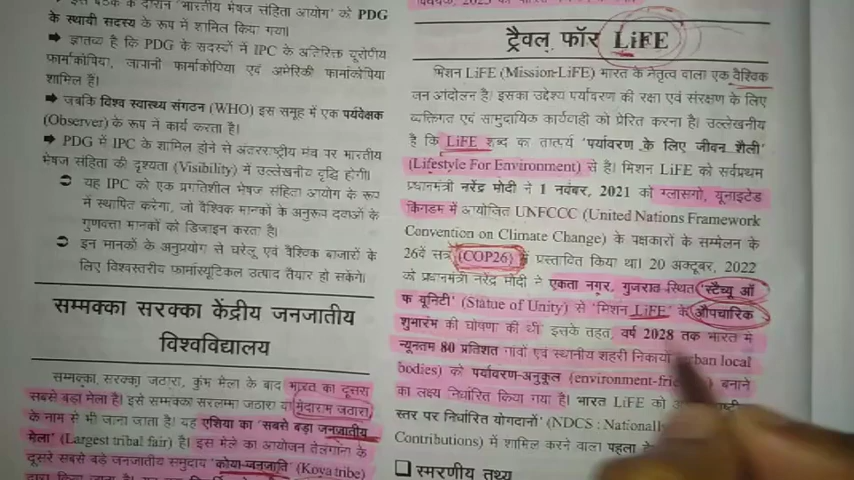 इस बैठक के दौरान 'भारतीय भेषज संहिता आयोग' को PDG
के स्थायी सदस्य के रूप में शामिल किया गया।
➡ ज्ञातव्य है कि PDG के सदस्यों में IPC के अतिरिक्त यूरोपीय
फार्माकोपिया, जापानी फार्माकोपिया एवं अमेरिकी फार्माकोपिया
शामिल हैं।
➡ जबकि विश्व स्वास्थ्य संगठन (WHO) इस समूह में एक पर्यवेक्षक
(Observer) के रूप में कार्य करता है।
➡ PDG में IPC के शामिल होने से अंतरराष्ट्रीय मंच पर भारतीय
भेषज संहिता की दृश्यता (Visibility) में उल्लेखनीय वृद्धि होगी।
यह IPC को एक प्रगतिशील भेषज संहिता आयोग के रूप
में स्थापित करेगा, जो वैश्विक मानकों के अनुरूप दवाओं के
गुणवत्ता मानकों को डिजाइन करता है।
इन मानकों के अनुप्रयोग से घरेलू एवं वैश्विक बाजारों के
लिए विश्वस्तरीय फार्मास्यूटिकल उत्पाद तैयार हो सकेंगे।
सम्मक्का सरक्का केंद्रीय जनजातीय
विश्वविद्यालय
सम्मक्का, सरक्का जठारा, कुंभ मेला के बाद भारत का दूसरा
सबसे बड़ा मेला है। इसे सम्मक्का सरलम्मा जठारा या मेदाराम जठारा
के नाम से भी जाना जाता है। यह एशिया का 'सबसे बड़ा जनजातीय
मेला' (Largest tribal fair) है। इस मेले का आयोजन तेलंगाना के
दूसरे सबसे बड़े जनजातीय समुदाय 'कोया-जनजाति' (Koya tribe)
ट्रैवल फॉर LiFE
मिशन LiFE (Mission-LiFE) भारत के नेतृत्व वाला एक वैश्विक
जन आंदोलन है। इसका उद्देश्य पर्यावरण की रक्षा एवं संरक्षण के लिए
व्यक्तिगत एवं सामुदायिक कार्यवाही को प्रेरित करना है। उल्लेखनीय
है कि LiFE शब्द का तात्पर्य 'पर्यावरण के लिए जीवन शैली'
(Lifestyle For Environment) से है। मिशन LiFE को सर्वप्रथम
प्रधानमंत्री नरेंद्र मोदी ने 1 नवंबर, 2021 को ग्लासगो, यूनाइटेड
किंगडम में आयोजित UNFCCC (United Nations Framework
Convention on Climate Change) के पक्षकारों के सम्मेलन के
26वें सत्र (COP26) में प्रस्तावित किया था। 20 अक्टूबर, 2022
को प्रधानमंत्री नरेंद्र मोदी ने एकता नगर, गुजरात स्थित 'स्टैच्यू ऑ
फ यूनिटी' (Statue of Unity) से 'मिशन LiFE' के औपचारिक
शुभारंभ की घोषणा की थी। इसके तहत, वर्ष 2028 तक भारत में
न्यूनतम 80 प्रतिशत गांवों एवं स्थानीय शहरी निकायों (urban local
bodies) को पर्यावरण-अनुकूल बनाने
का लक्ष्य निर्धारित किया गया है। भारत LiFE को
स्तर पर निर्धारित योगदानों' (NDCS : Nationally
Contributions) में शामिल करने वाला पहला
❑ स्मरणीय तथ्य